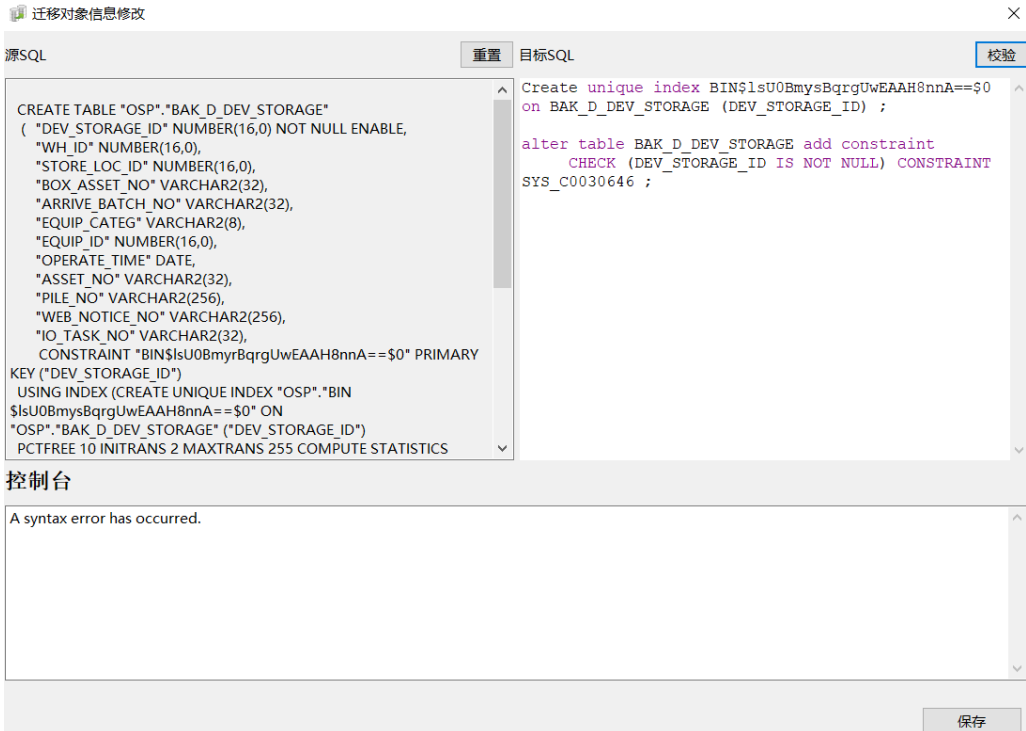 迁移对象信息修改
源SQL
重置
目标SQL
校验
CREATE TABLE "OSP"."BAK_D_DEV_STORAGE"
( "DEV_STORAGE_ID" NUMBER(16,0) NOT NULL ENABLE,
"WH_ID" NUMBER(16,0),
"STORE_LOC_ID" NUMBER(16,0),
"BOX_ASSET_NO" VARCHAR2(32),
"ARRIVE_BATCH_NO" VARCHAR2(32),
"EQUIP_CATEG" VARCHAR2(8),
"EQUIP_ID" NUMBER(16,0),
"OPERATE_TIME" DATE,
"ASSET_NO" VARCHAR2(32),
"PILE_NO" VARCHAR2(256),
"WEB_NOTICE_NO" VARCHAR2(256),
"IO_TASK_NO" VARCHAR2(32),
CONSTRAINT "BIN$lsU0BmyrBqrgUwEAAH8nnA==$0" PRIMARY
KEY ("DEV_STORAGE_ID")
USING INDEX (CREATE UNIQUE INDEX "OSP"."BIN
$lsU0BmysBqrgUwEAAH8nnA==$0" ON
"OSP"."BAK_D_DEV_STORAGE" ("DEV_STORAGE_ID")
PCTFREE 10 INITRANS 2 MAXTRANS 255 COMPUTE STATISTICS
Create unique index BIN$lsU0BmysBqrgUwEAAH8nnA==$0
on BAK_D_DEV_STORAGE (DEV_STORAGE_ID) ;
alter table BAK_D_DEV_STORAGE add constraint
CHECK (DEV_STORAGE_ID IS NOT NULL) CONSTRAINT
SYS_C0030646 ;
控制台
A syntax error has occurred.
保存